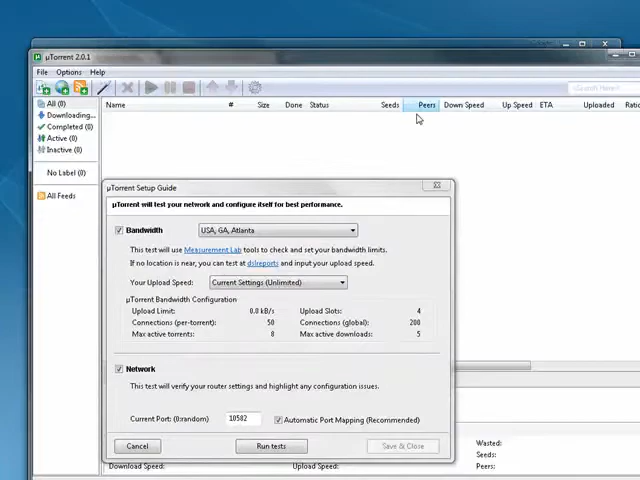 µTorrent 2.0.1
File Options Help
<Search Here>
Name # Size Done Status Seeds Peers Down Speed Up Speed ETA Uploaded Ratio
All (0)
Downloading...
Completed (0)
Active (0)
Inactive (0)
No Label (0)
All Feeds
µTorrent Setup Guide
µTorrent will test your network and configure itself for best performance.
Bandwidth USA, GA, Atlanta
This test will use Measurement Lab tools to check and set your bandwidth limits.
If no location is near, you can test at dslreports and input your upload speed.
Your Upload Speed: Current Settings (Unlimited)
µTorrent Bandwidth Configuration
Upload Limit: 0.0 kB/s Upload Slots: 4
Connections (per-torrent): 50 Connections (global): 200
Max active torrents: 8 Max active downloads: 5
Network
This test will verify your router settings and highlight any configuration issues.
Current Port: (0:random) 10582 Automatic Port Mapping (Recommended)
Cancel Run tests Save & Close
Wasted:
Seeds:
Download Speed: Upload Speed: Peers: